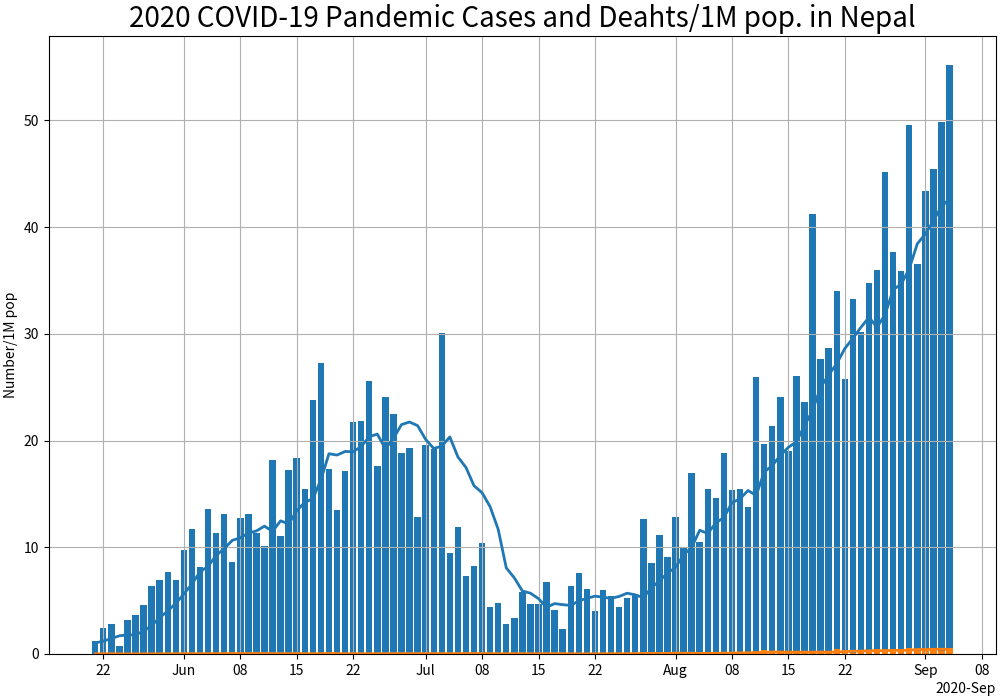 2020 COVID-19 Pandemic Cases and Deahts/1M pop. in Nepal
Number/1M pop
50
40
30
20
10
0
22 Jun 08 15 22 Jul 08 15 22 Aug 08 15 22 Sep 08
2020-Sep